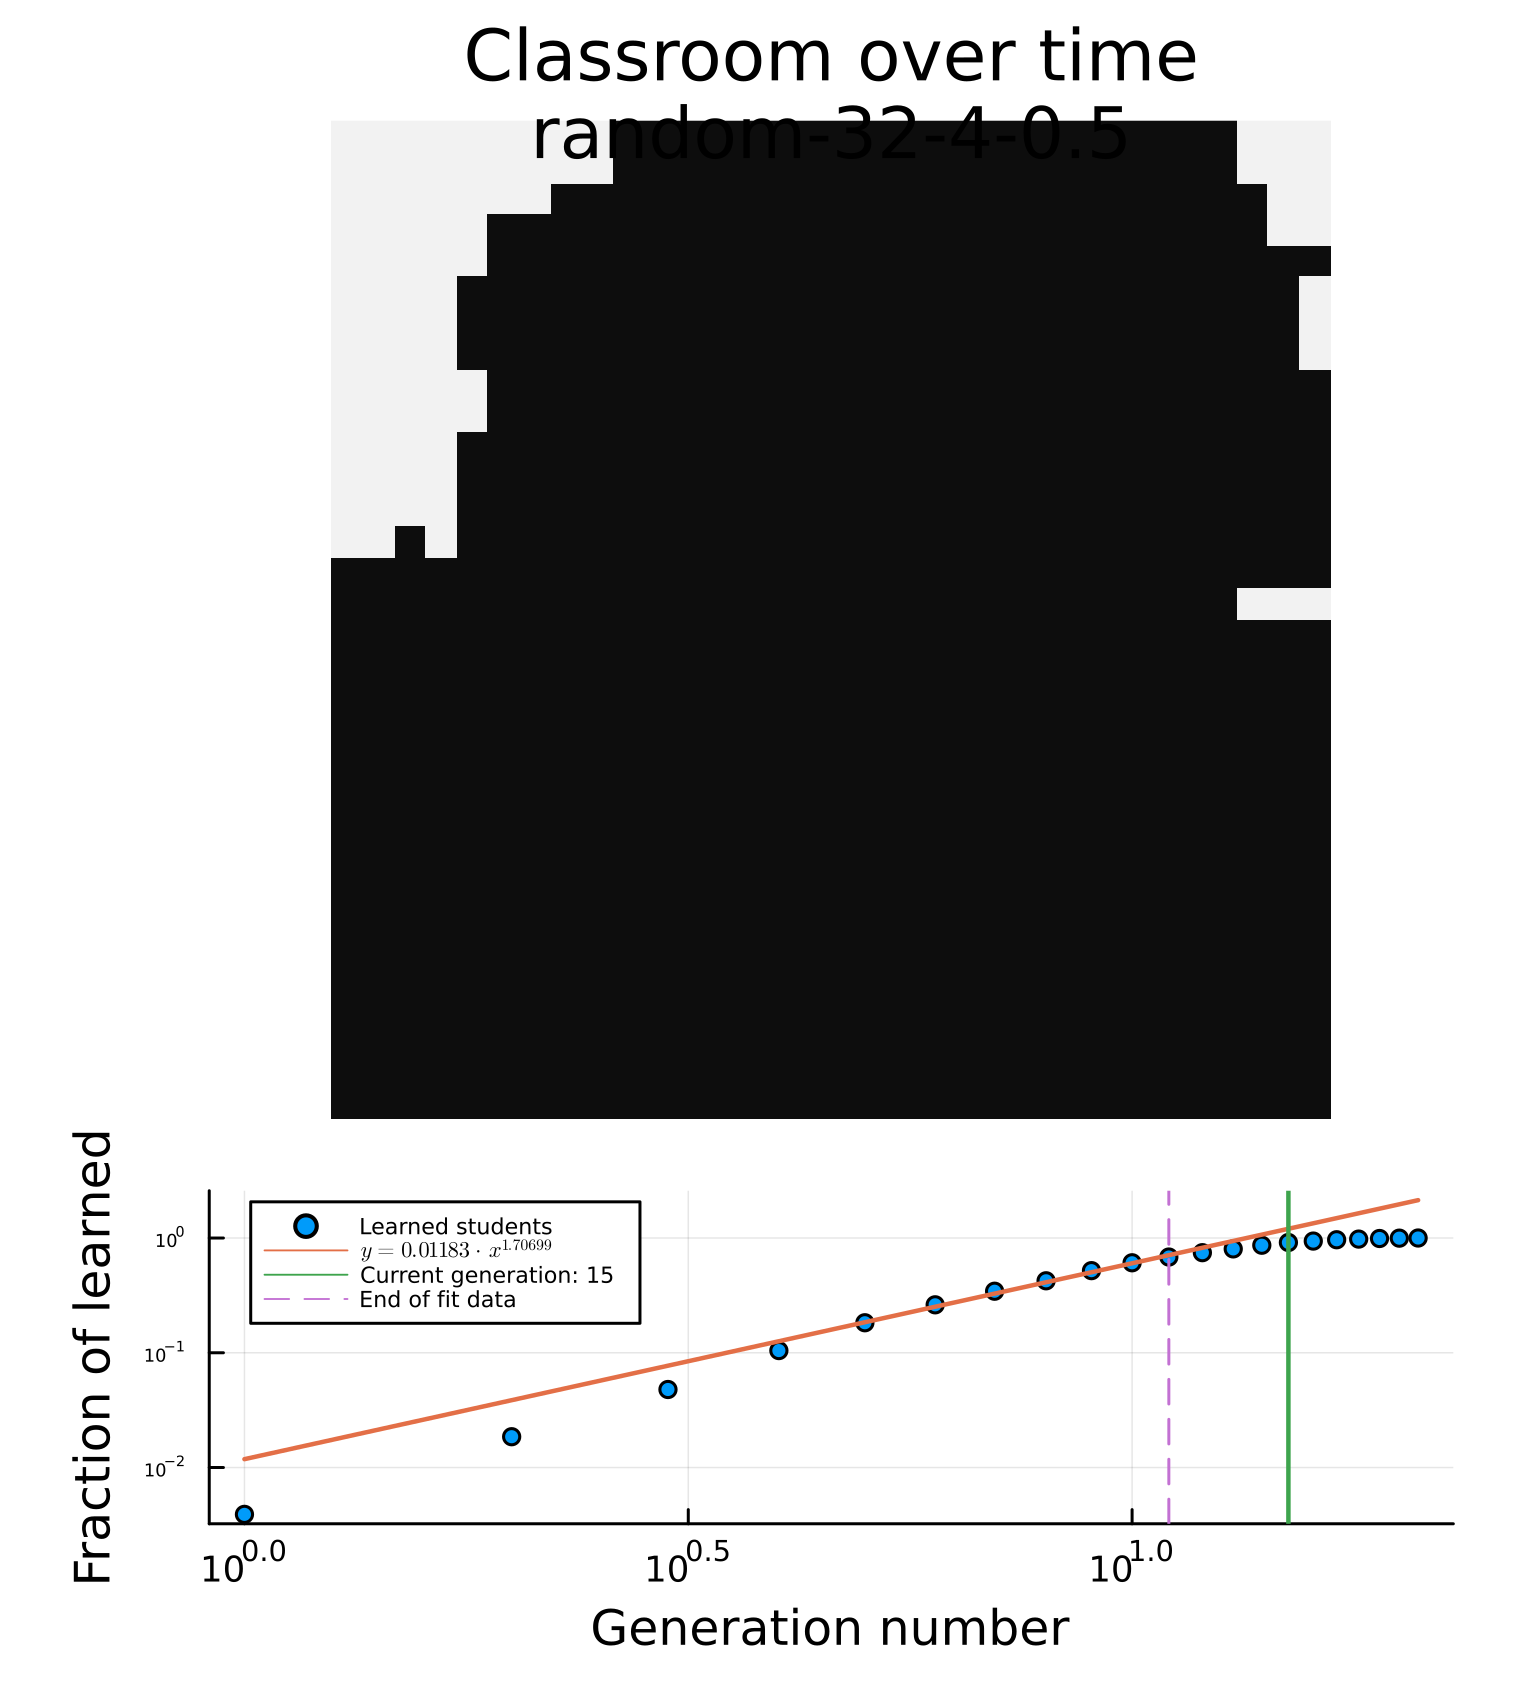 Classroom over time
random-32-4-0.5
Fraction of learned
10⁰
10⁻¹
10⁻²
Learned students
y = 0.01183 · x^1.70699
Current generation: 15
End of fit data
10^0.0
10^0.5
10^1.0
Generation number